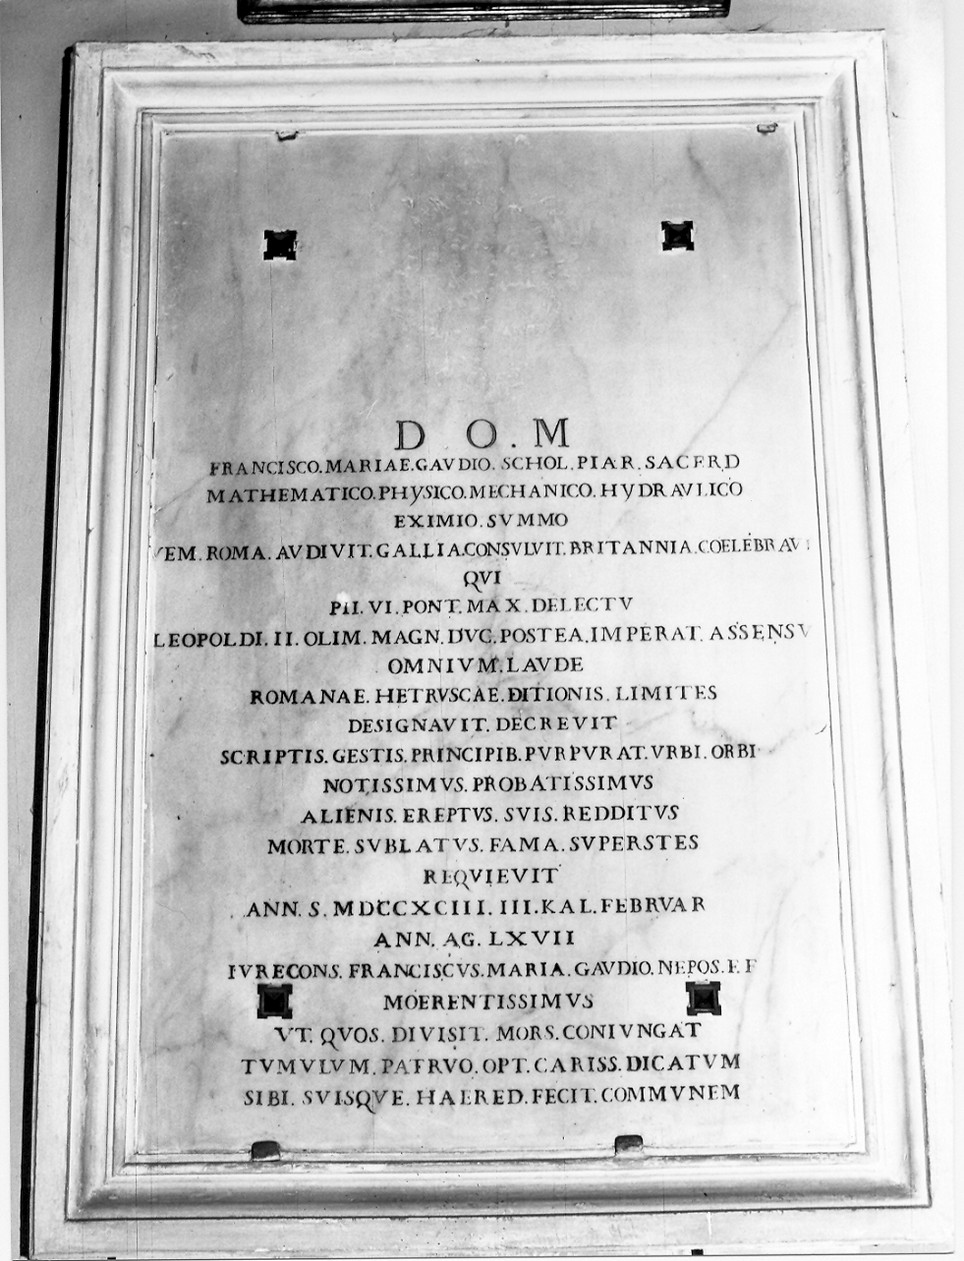 D O . M
FRANCISCO. MARIAE. GAVDIO. SCHOL. PIAR. SACERD
MATHEMATICO. PHYSICO. MECHANICO. HYDRAVLICO
EXIMIO. SVMMO
VEM. ROMA. AVDIVIT. GALLIA. CONSVLVIT. BRITANNIA. COELEBRAV
QVI
PII. VI. PONT. MAX. DELECTV
LEOPOLDI. II. OLIM. MAGN. DVC. POSTEA. IMPERAT. ASSENSV
OMNIVM. LAVDE
ROMANAE. HETRVSCAE. DITIONIS. LIMITES
DESIGNAVIT. DECREVIT
SCRIPTIS. GESTIS. PRINCIPIB. PVRPVRAT. VRBI. ORBI
NOTISSIMVS. PROBATISSIMVS
ALIENIS. EREPTVS. SVIS. REDDITVS
MORTE. SVBLATVS. FAMA. SVPERSTES
REQVIEVIT
ANN. S. MDCCXCIII. III. KAL. FEBRVAR
ANN. AG. LXVII
IVRECONS. FRANCISCVS. MARIA. GAVDIO. NEPOS. E F
MOERENTISSIMVS
VT. QVOS. DIVISIT. MORS. CONIVNGAT
TVMVLVM. PATRVO. OPT. CARISS. DICATVM
SIBI. SVISQVE. HAERED. FECIT. COMMVNEM